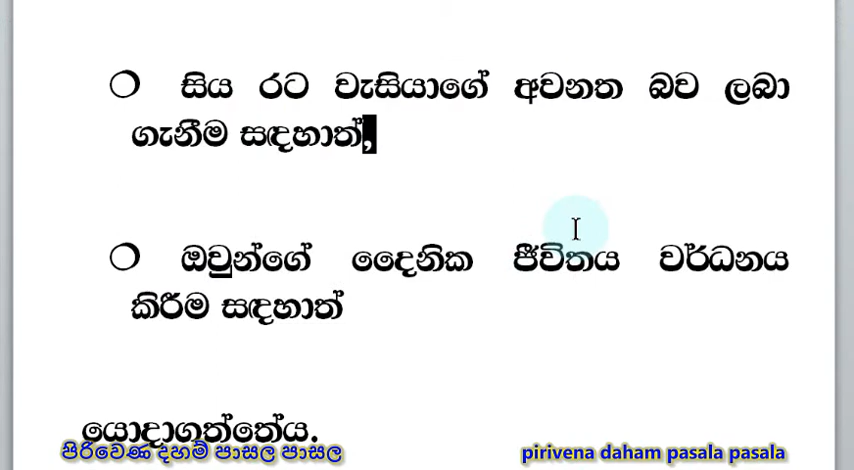 සිය රට වැසියාගේ අවනත බව ලබා
ගැනීම සඳහාත්,
ඔවුන්ගේ දෛනික ජීවිතය වර්ධනය
කිරීම සඳහාත්
යොදාගත්තේය.
පිරිවෙණ දහම් පාසල පාසල
pirivena daham pasala pasala